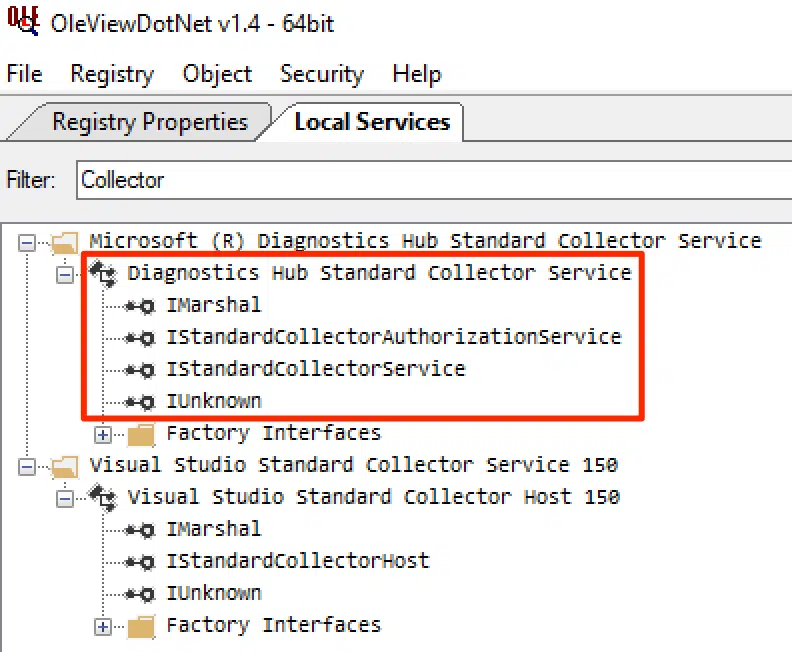 OLE OleViewDotNet v1.4 - 64bit
File Registry Object Security Help
Registry Properties Local Services
Filter: Collector
Microsoft (R) Diagnostics Hub Standard Collector Service
Diagnostics Hub Standard Collector Service
IMarshal
IStandardCollectorAuthorizationService
IStandardCollectorService
IUnknown
Factory Interfaces
Visual Studio Standard Collector Service 150
Visual Studio Standard Collector Host 150
IMarshal
IStandardCollectorHost
IUnknown
Factory Interfaces